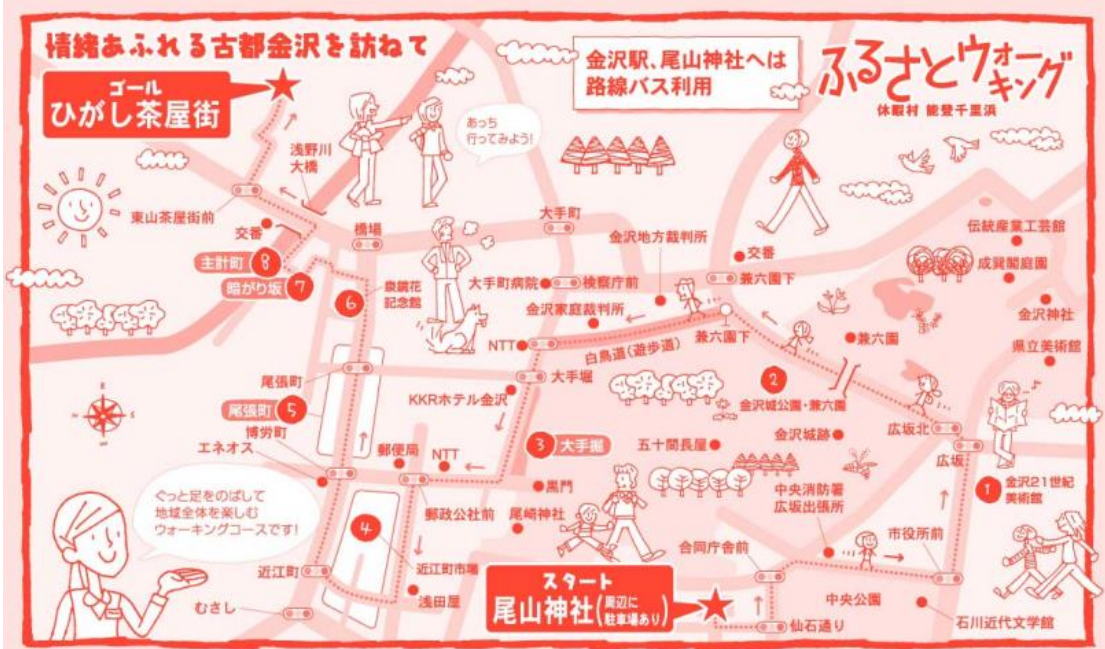 情緒あふれる古都金沢を訪ねて
ゴール
ひがし茶屋街
金沢駅、尾山神社へは
路線バス利用
ふるさとウォーキング
休暇村 能登千里浜
あっち
行ってみよう!
浅野川
大橋
東山茶屋街前
交番
橋場
大手町
金沢地方裁判所
交番
伝統産業工芸館
成巽閣庭園
主計町 8
暗がり坂 7
6
泉鏡花
記念館
大手町病院
検察庁前
兼六園下
金沢家庭裁判所
金沢神社
NTT
白鳥道(遊歩道)
兼六園下
兼六園
県立美術館
尾張町
大手堀
KKRホテル金沢
2
金沢城公園・兼六園
尾張町 5
博労町
エネオス
郵便局
NTT
3 大手掘
五十間長屋
金沢城跡
広坂北
広坂
黒門
1
金沢21世紀
美術館
ぐっと足をのばして
地域全体を楽しむ
ウォーキングコースです!
4
郵政公社前
尾崎神社
中央消防署
広坂出張所
合同庁舎前
市役所前
近江町
近江町市場
浅田屋
むさし
スタート
尾山神社(周辺に
駐車場あり)
仙石通り
中央公園
石川近代文学館